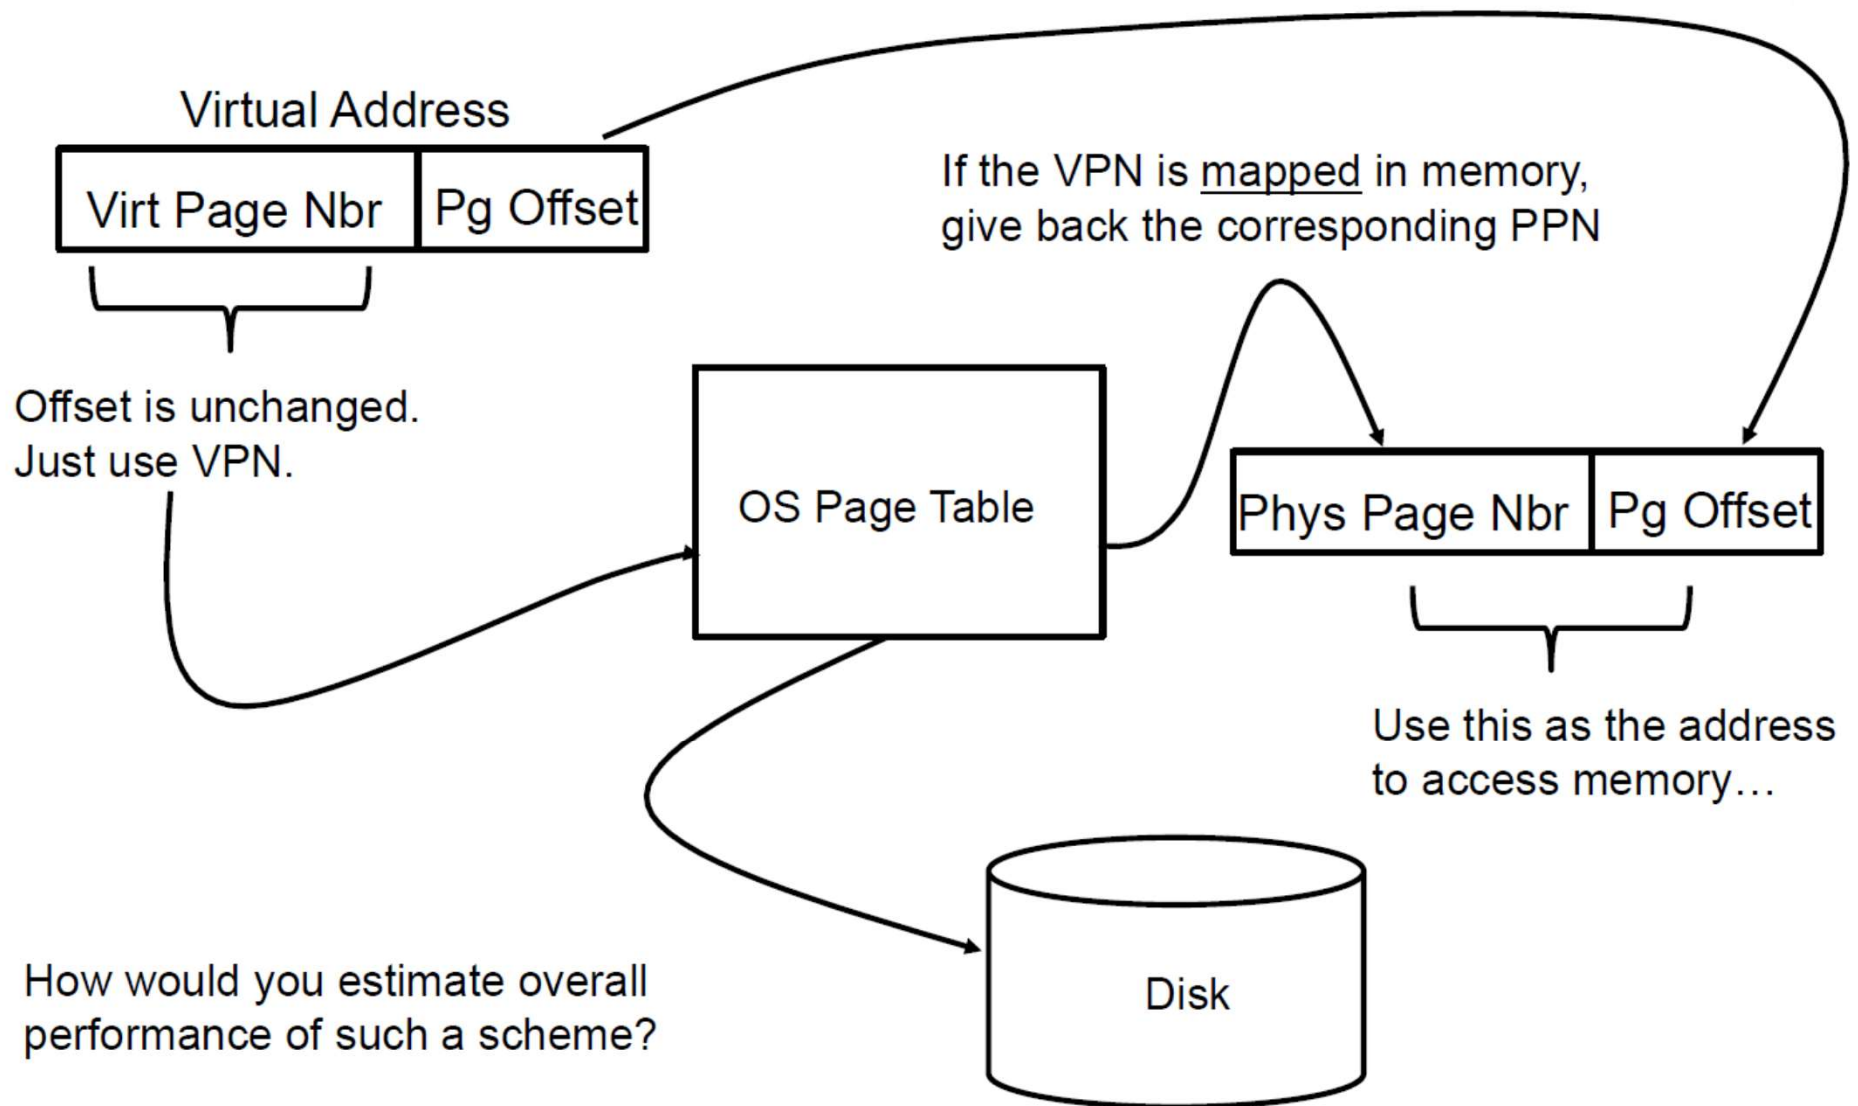 Virtual Address
Virt Page Nbr
Pg Offset
If the VPN is mapped in memory,
give back the corresponding PPN
Offset is unchanged.
Just use VPN.
OS Page Table
Phys Page Nbr
Pg Offset
Use this as the address
to access memory…
Disk
How would you estimate overall
performance of such a scheme?